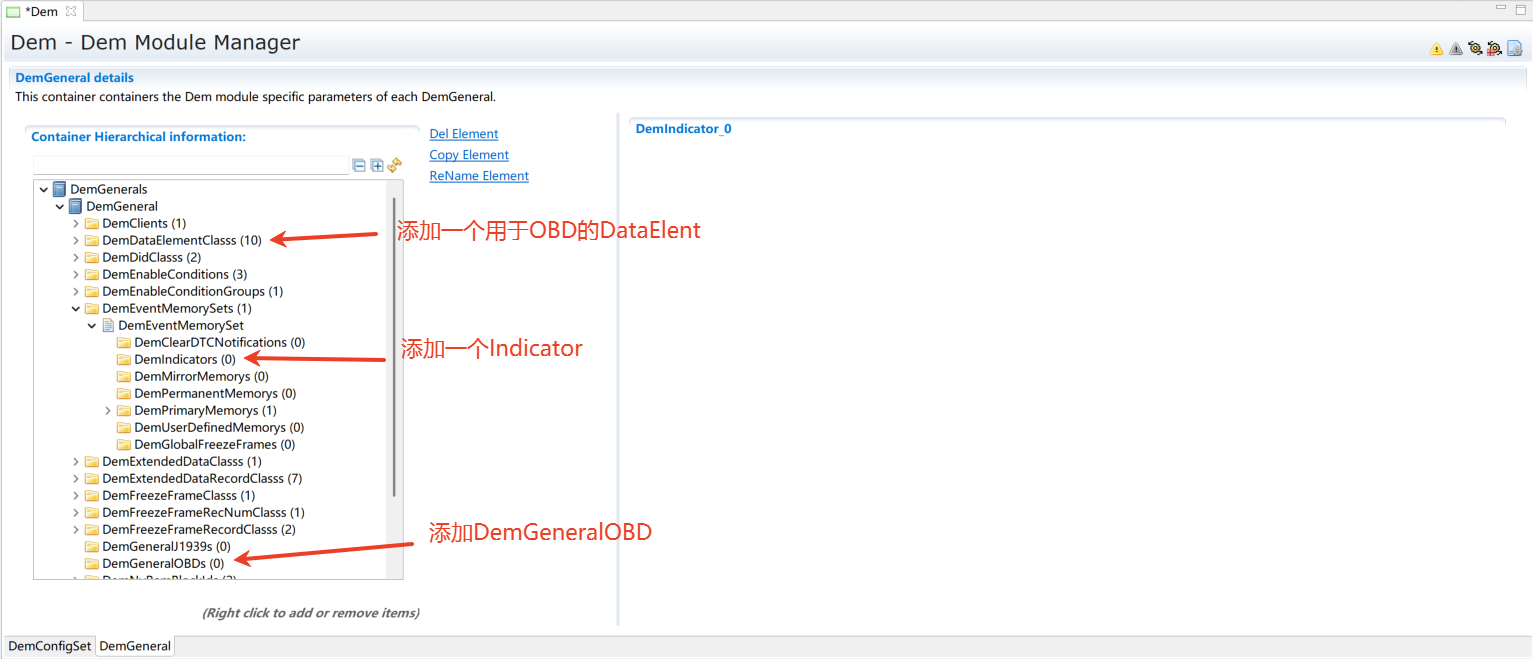 *Dem
Dem - Dem Module Manager
DemGeneral details
This container containers the Dem module specific parameters of each DemGeneral.
Container Hierarchical information:
Del Element
Copy Element
ReName Element
DemIndicator_0
DemGenerals
DemGeneral
DemClients (1)
DemDataElementClasss (10)
添加一个用于OBD的DataElent
DemDidClasss (2)
DemEnableConditions (3)
DemEnableConditionGroups (1)
DemEventMemorySets (1)
DemEventMemorySet
DemClearDTCNotifications (0)
DemIndicators (0)
添加一个Indicator
DemMirrorMemorys (0)
DemPermanentMemorys (0)
DemPrimaryMemorys (1)
DemUserDefinedMemorys (0)
DemGlobalFreezeFrames (0)
DemExtendedDataClasss (1)
DemExtendedDataRecordClasss (7)
DemFreezeFrameClasss (1)
DemFreezeFrameRecNumClasss (1)
DemFreezeFrameRecordClasss (2)
添加DemGeneralOBD
DemGeneralJ1939s (0)
DemGeneralOBDs (0)
(Right click to add or remove items)
DemConfigSet
DemGeneral